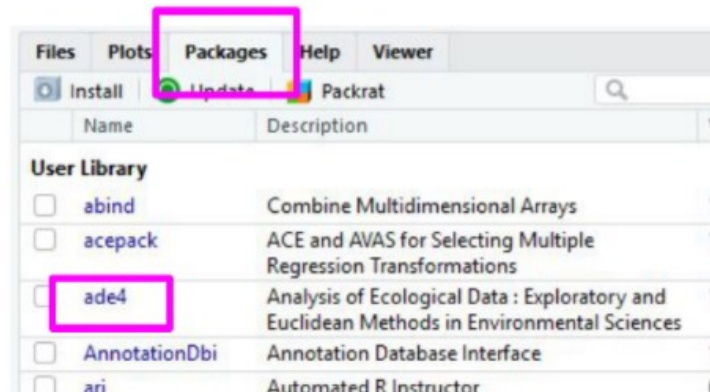 Files Plots Packages Help Viewer
Install Update Packrat
Name Description
User Library
abind Combine Multidimensional Arrays
acepack ACE and AVAS for Selecting Multiple
Regression Transformations
ade4 Analysis of Ecological Data : Exploratory and
Euclidean Methods in Environmental Sciences
AnnotationDbi Annotation Database Interface
ari Automated R Instructor